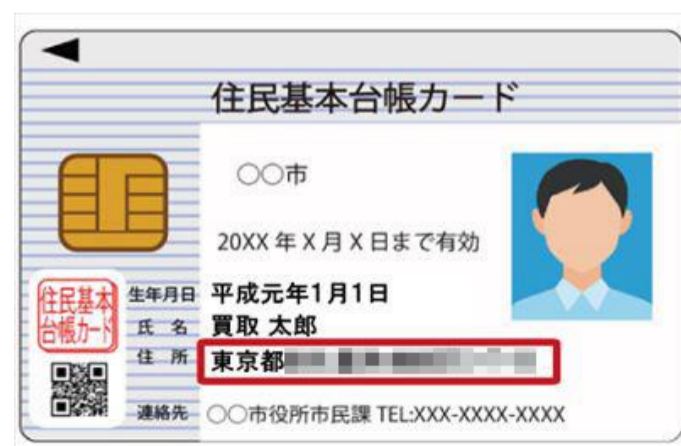 住民基本台帳カード
○○市
20XX 年 X 月 X 日まで有効
生年月日 平成元年1月1日
氏 名 買取 太郎
住 所 東京都
住民基本
台帳カード
連絡先 ○○市役所市民課 TEL:XXX-XXXX-XXXX